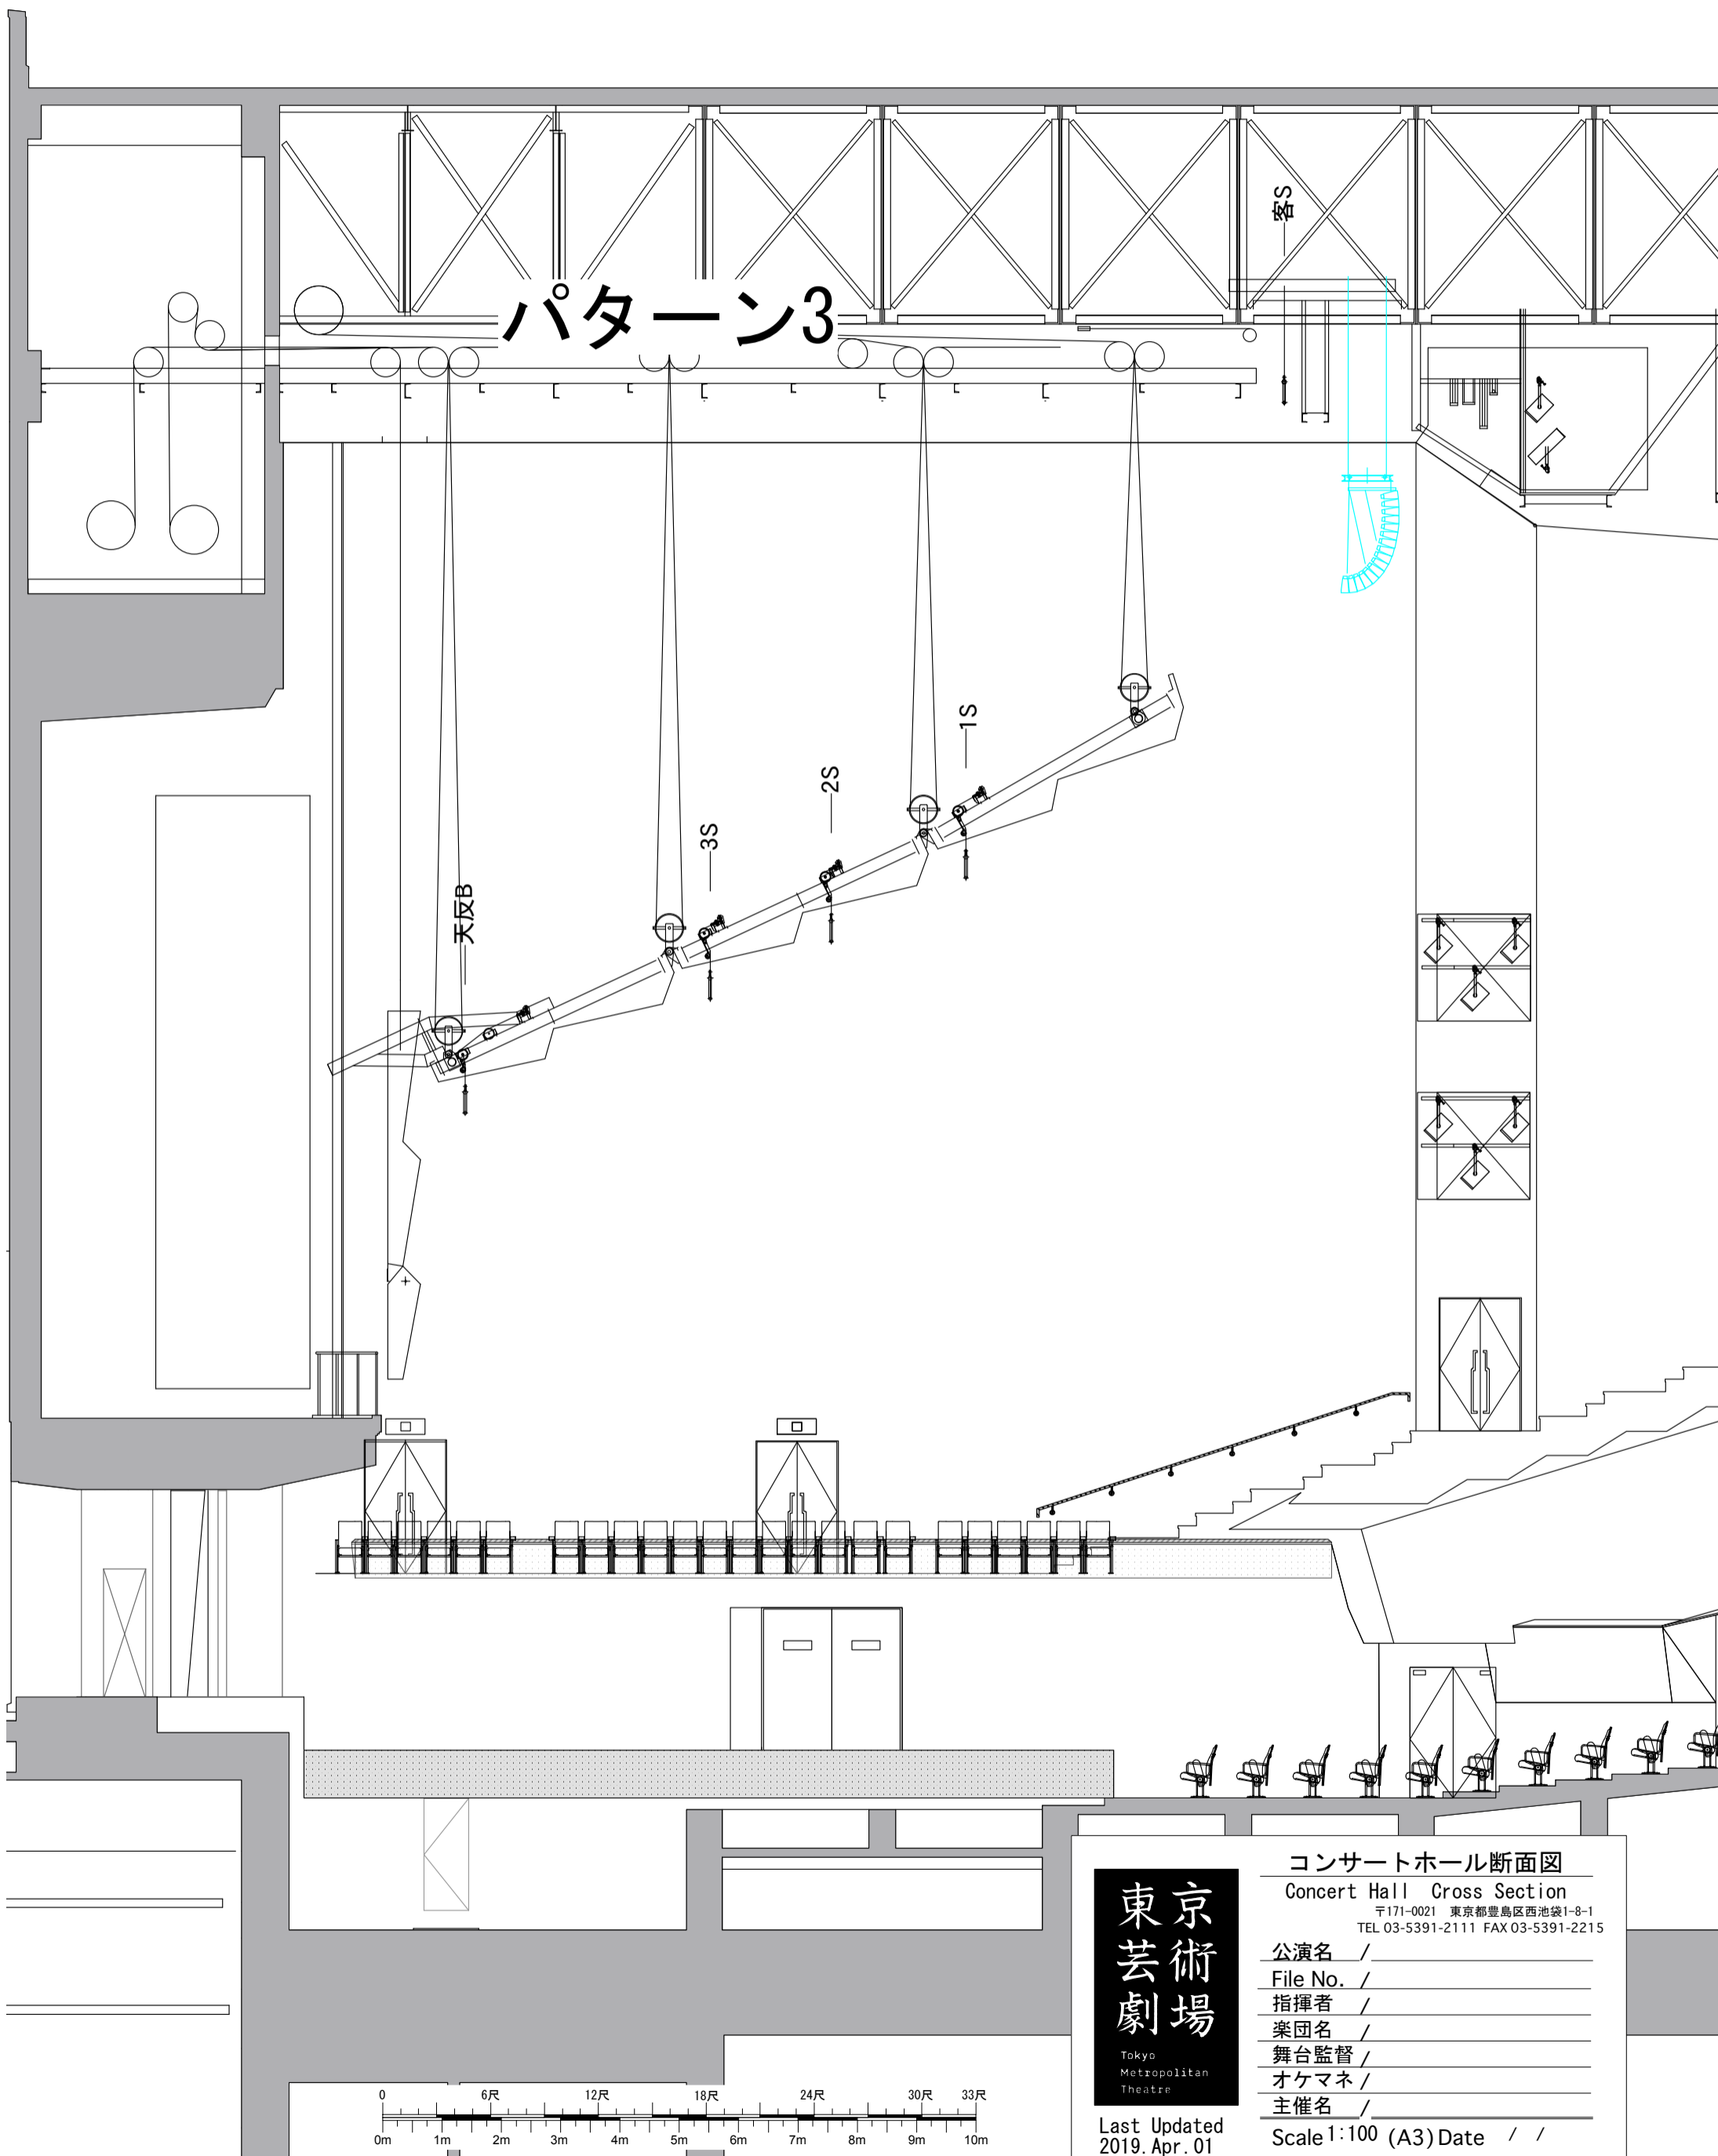 客S
パターン3
1S
2S
3S
天反B
東京
芸術
劇場
Tokyo
Metropolitan
Theatre
Last Updated
2019.Apr.01
コンサートホール断面図
Concert Hall Cross Section
〒171-0021 東京都豊島区西池袋1-8-1
TEL 03-5391-2111 FAX 03-5391-2215
公演名 /
File No. /
指揮者 /
楽団名 /
舞台監督 /
オケマネ /
主催名 /
Scale 1:100 (A3) Date / /
0 6尺 12尺 18尺 24尺 30尺 33尺
0m 1m 2m 3m 4m 5m 6m 7m 8m 9m 10m